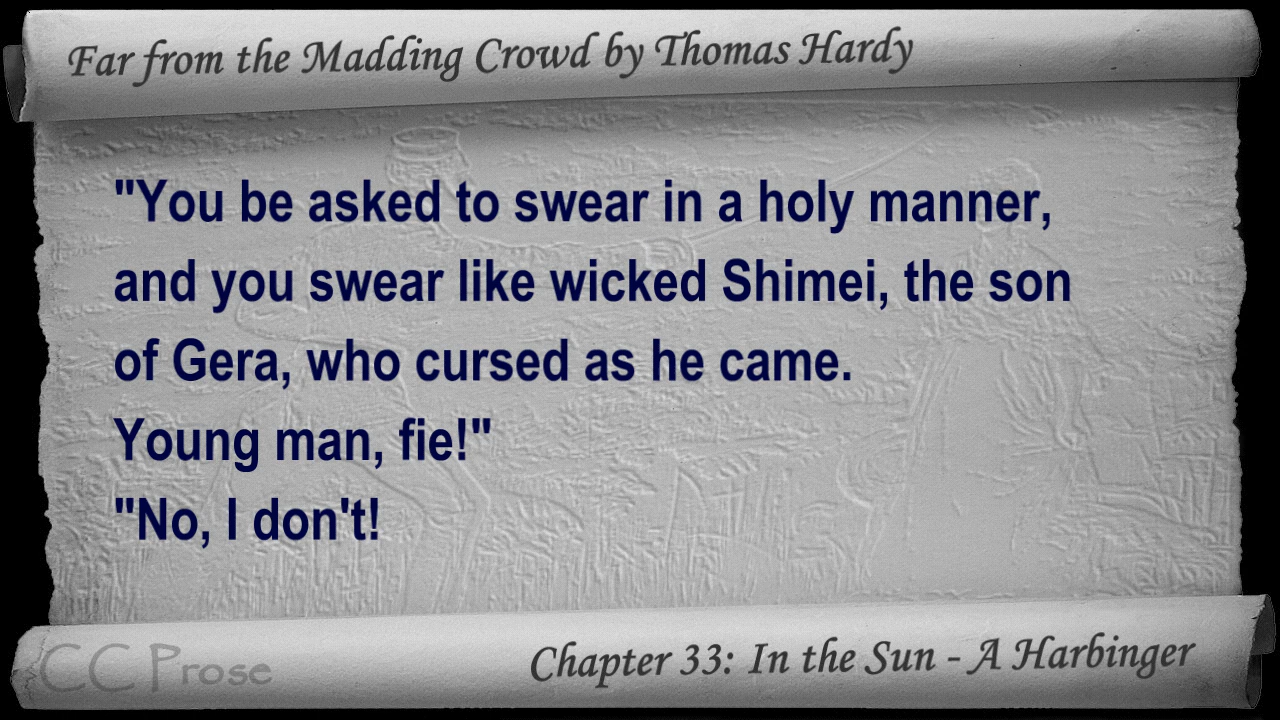 Far from the Madding Crowd by Thomas Hardy
"You be asked to swear in a holy manner,
and you swear like wicked Shimei, the son
of Gera, who cursed as he came.
Young man, fie!"
"No, I don't!
CC Prose
Chapter 33: In the Sun - A Harbinger